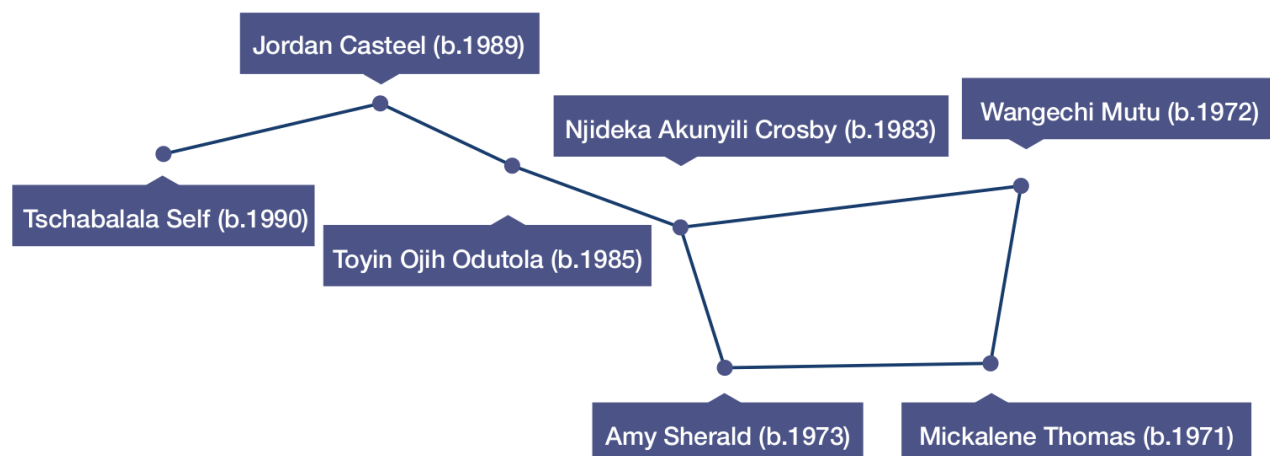 Jordan Casteel (b.1989)
Wangechi Mutu (b.1972)
Njideka Akunyili Crosby (b.1983)
Tschabalala Self (b.1990)
Toyin Ojih Odutola (b.1985)
Amy Sherald (b.1973)
Mickalene Thomas (b.1971)